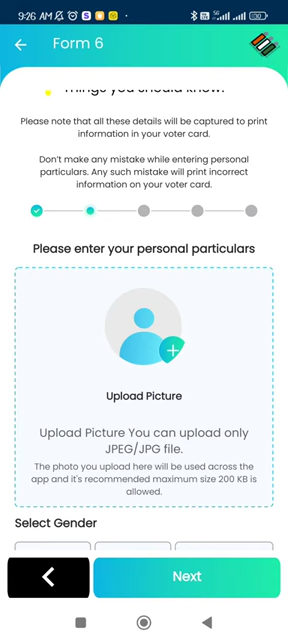 9:26 AM
Form 6
Things you should know!
Please note that all these details will be captured to print
information in your voter card.
Don't make any mistake while entering personal
particulars. Any such mistake will print incorrect
information on your voter card.
Please enter your personal particulars
Upload Picture
Upload Picture You can upload only
JPEG/JPG file.
The photo you upload here will be used across the
app and it's recommended maximum size 200 KB is
allowed.
Select Gender
Next